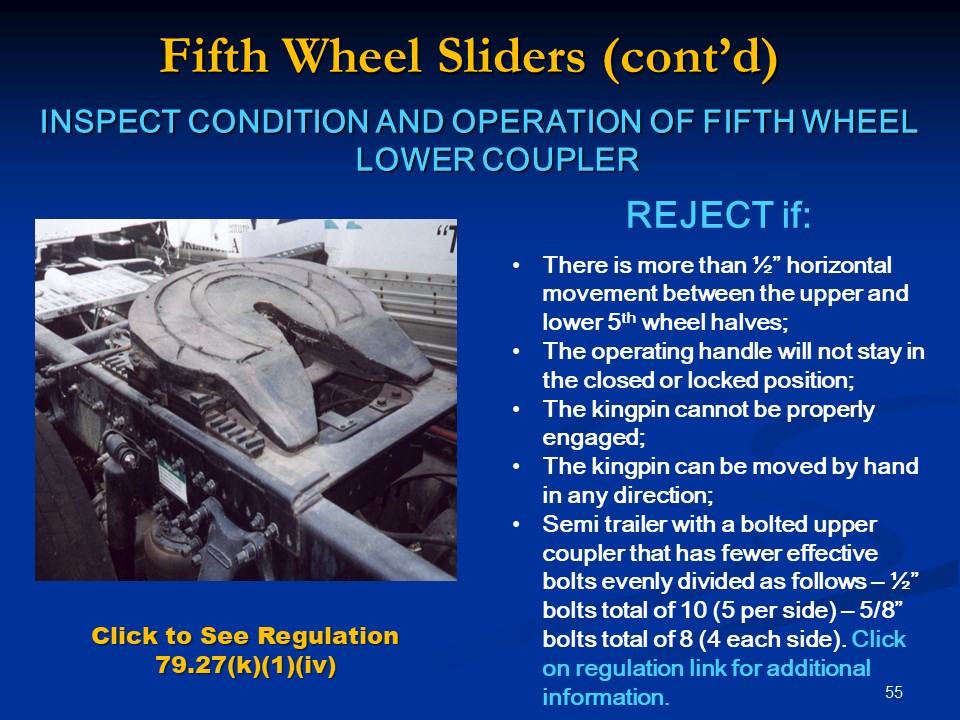 Fifth Wheel Sliders (cont’d)
INSPECT CONDITION AND OPERATION OF FIFTH WHEEL
LOWER COUPLER
REJECT if:
• There is more than ½” horizontal
movement between the upper and
lower 5th wheel halves;
• The operating handle will not stay in
the closed or locked position;
• The kingpin cannot be properly
engaged;
• The kingpin can be moved by hand
in any direction;
• Semi trailer with a bolted upper
coupler that has fewer effective
bolts evenly divided as follows – ½”
bolts total of 10 (5 per side) – 5/8”
bolts total of 8 (4 each side). Click
on regulation link for additional
information.
Click to See Regulation
79.27(k)(1)(iv)
55